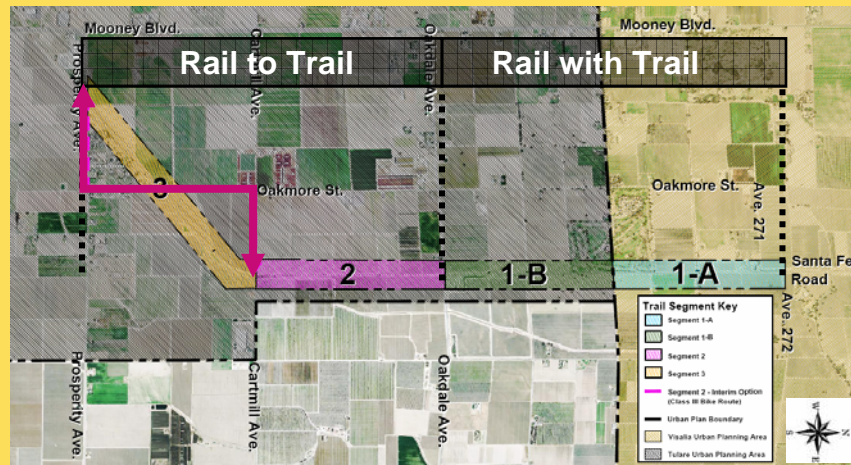 Mooney Blvd.
Mooney Blvd.
Rail to Trail
Rail with Trail
Prosperity Ave.
Cartmill Ave.
Oakdale Ave.
3
Oakmore St.
Oakmore St.
Ave. 271
2
1-B
1-A
Santa Fe
Road
Ave. 272
Prosperity Ave.
Cartmill Ave.
Oakdale Ave.
Trail Segment Key
Segment 1-A
Segment 1-B
Segment 2
Segment 3
Segment 2 - Interim Option
(Class III Bike Route)
Urban Plan Boundary
Visalia Urban Planning Area
Tulare Urban Planning Area
W
S
N
E